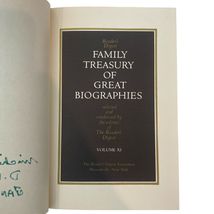 Reader's
Digest
FAMILY
TREASURY
OF
GREAT
BIOGRAPHIES
selected
and
condensed by
the editors
of
The Reader's
Digest
VOLUME XI
The Reader's Digest Association
Pleasantville, New York